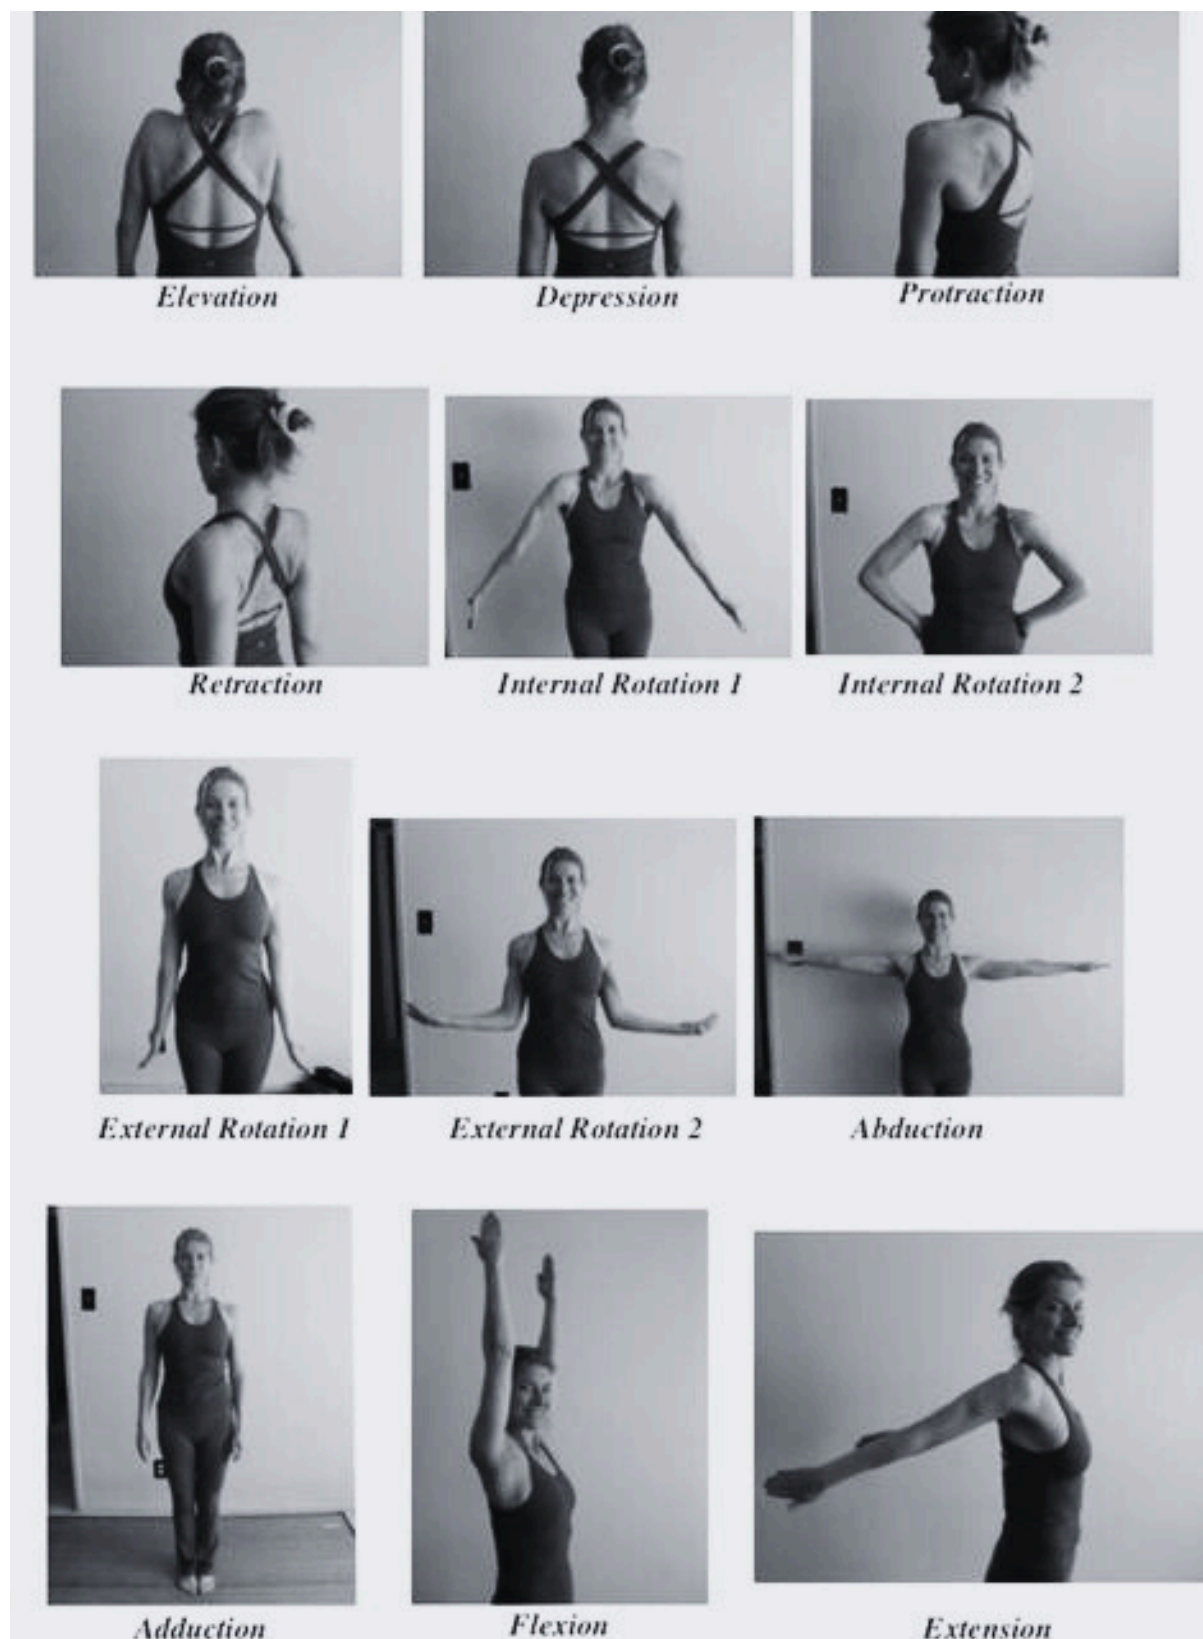 Elevation
Depression
Protraction
Retraction
Internal Rotation 1
Internal Rotation 2
External Rotation 1
External Rotation 2
Abduction
Adduction
Flexion
Extension